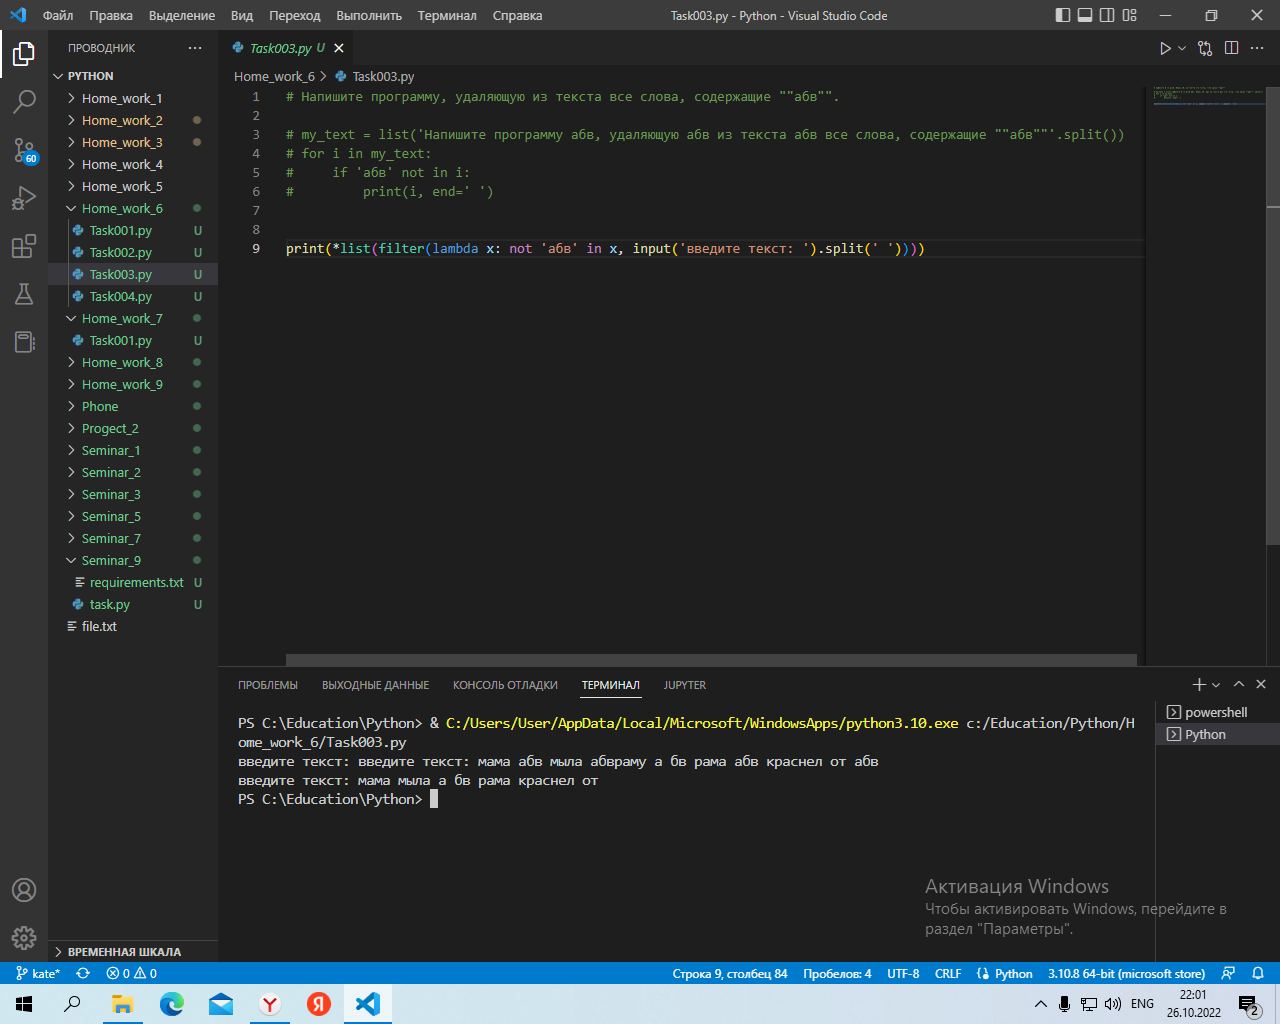 Файл Правка Выделение Вид Переход Выполнить Терминал Справка
Task003.py - Python - Visual Studio Code
ПРОВОДНИК
PYTHON
Home_work_1
Home_work_2
Home_work_3
Home_work_4
Home_work_5
Home_work_6
Task001.py U
Task002.py U
Task003.py U
Task004.py U
Home_work_7
Task001.py U
Home_work_8
Home_work_9
Phone
Progect_2
Seminar_1
Seminar_2
Seminar_3
Seminar_5
Seminar_7
Seminar_9
requirements.txt U
task.py U
file.txt
ВРЕМЕННАЯ ШКАЛА
60
Task003.py U
Home_work_6 > Task003.py
1 # Напишите программу, удаляющую из текста все слова, содержащие ""абв"".
2
3 # my_text = list('Напишите программу абв, удаляющую абв из текста абв все слова, содержащие ""абв""'.split())
4 # for i in my_text:
5 #     if 'абв' not in i:
6 #         print(i, end=' ')
7
8
9 print(*list(filter(lambda x: not 'абв' in x, input('введите текст: ').split(' '))))
ПРОБЛЕМЫ ВЫХОДНЫЕ ДАННЫЕ КОНСОЛЬ ОТЛАДКИ ТЕРМИНАЛ JUPYTER
PS C:\Education\Python> & C:/Users/User/AppData/Local/Microsoft/WindowsApps/python3.10.exe c:/Education/Python/H
ome_work_6/Task003.py
введите текст: введите текст: мама абв мыла абвраму а бв рама абв краснел от абв
введите текст: мама мыла а бв рама краснел от
PS C:\Education\Python>
powershell
Python
Активация Windows
Чтобы активировать Windows, перейдите в
раздел "Параметры".
kate* 0 0 Строка 9, столбец 84 Пробелов: 4 UTF-8 CRLF Python 3.10.8 64-bit (microsoft store)
ENG
22:01
26.10.2022
2